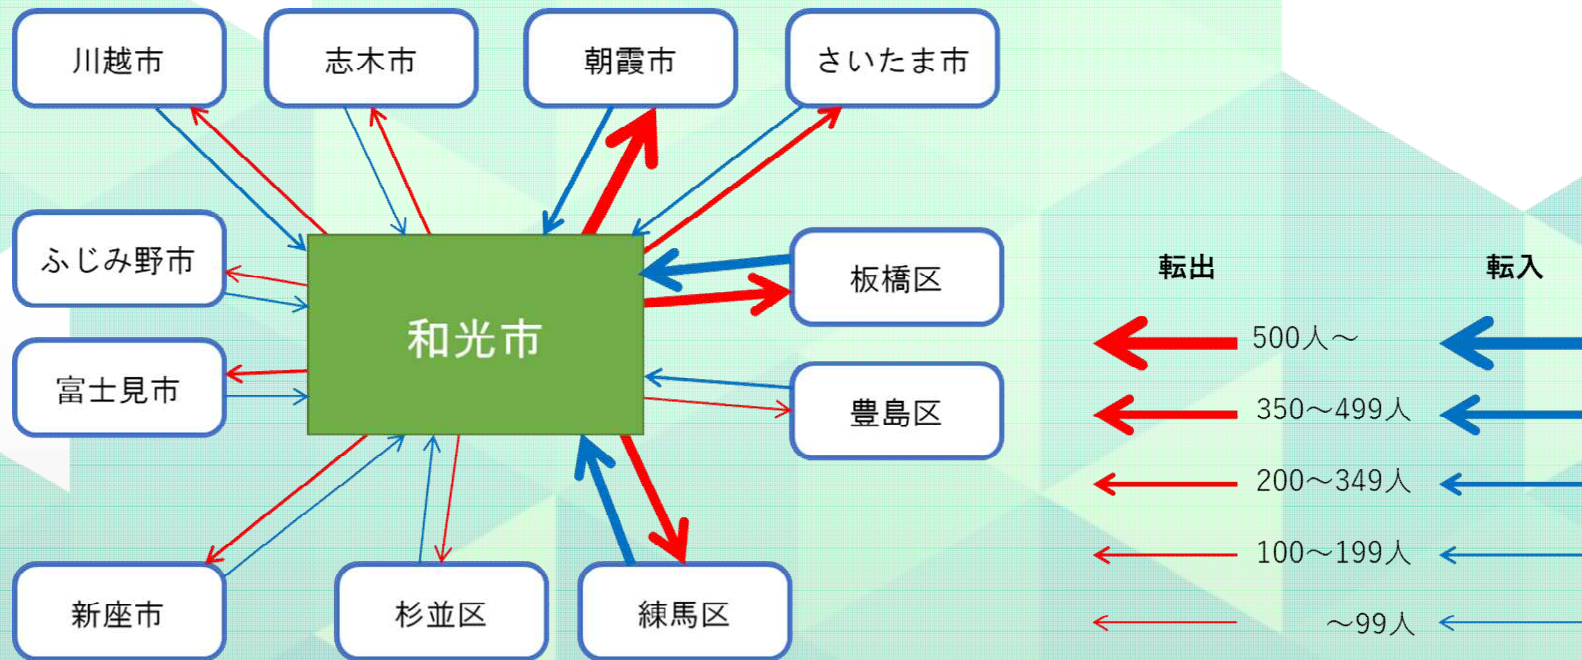 川越市
志木市
朝霞市
さいたま市
ふじみ野市
板橋区
和光市
富士見市
豊島区
新座市
杉並区
練馬区
転出 転入
500人～
350～499人
200～349人
100～199人
～99人